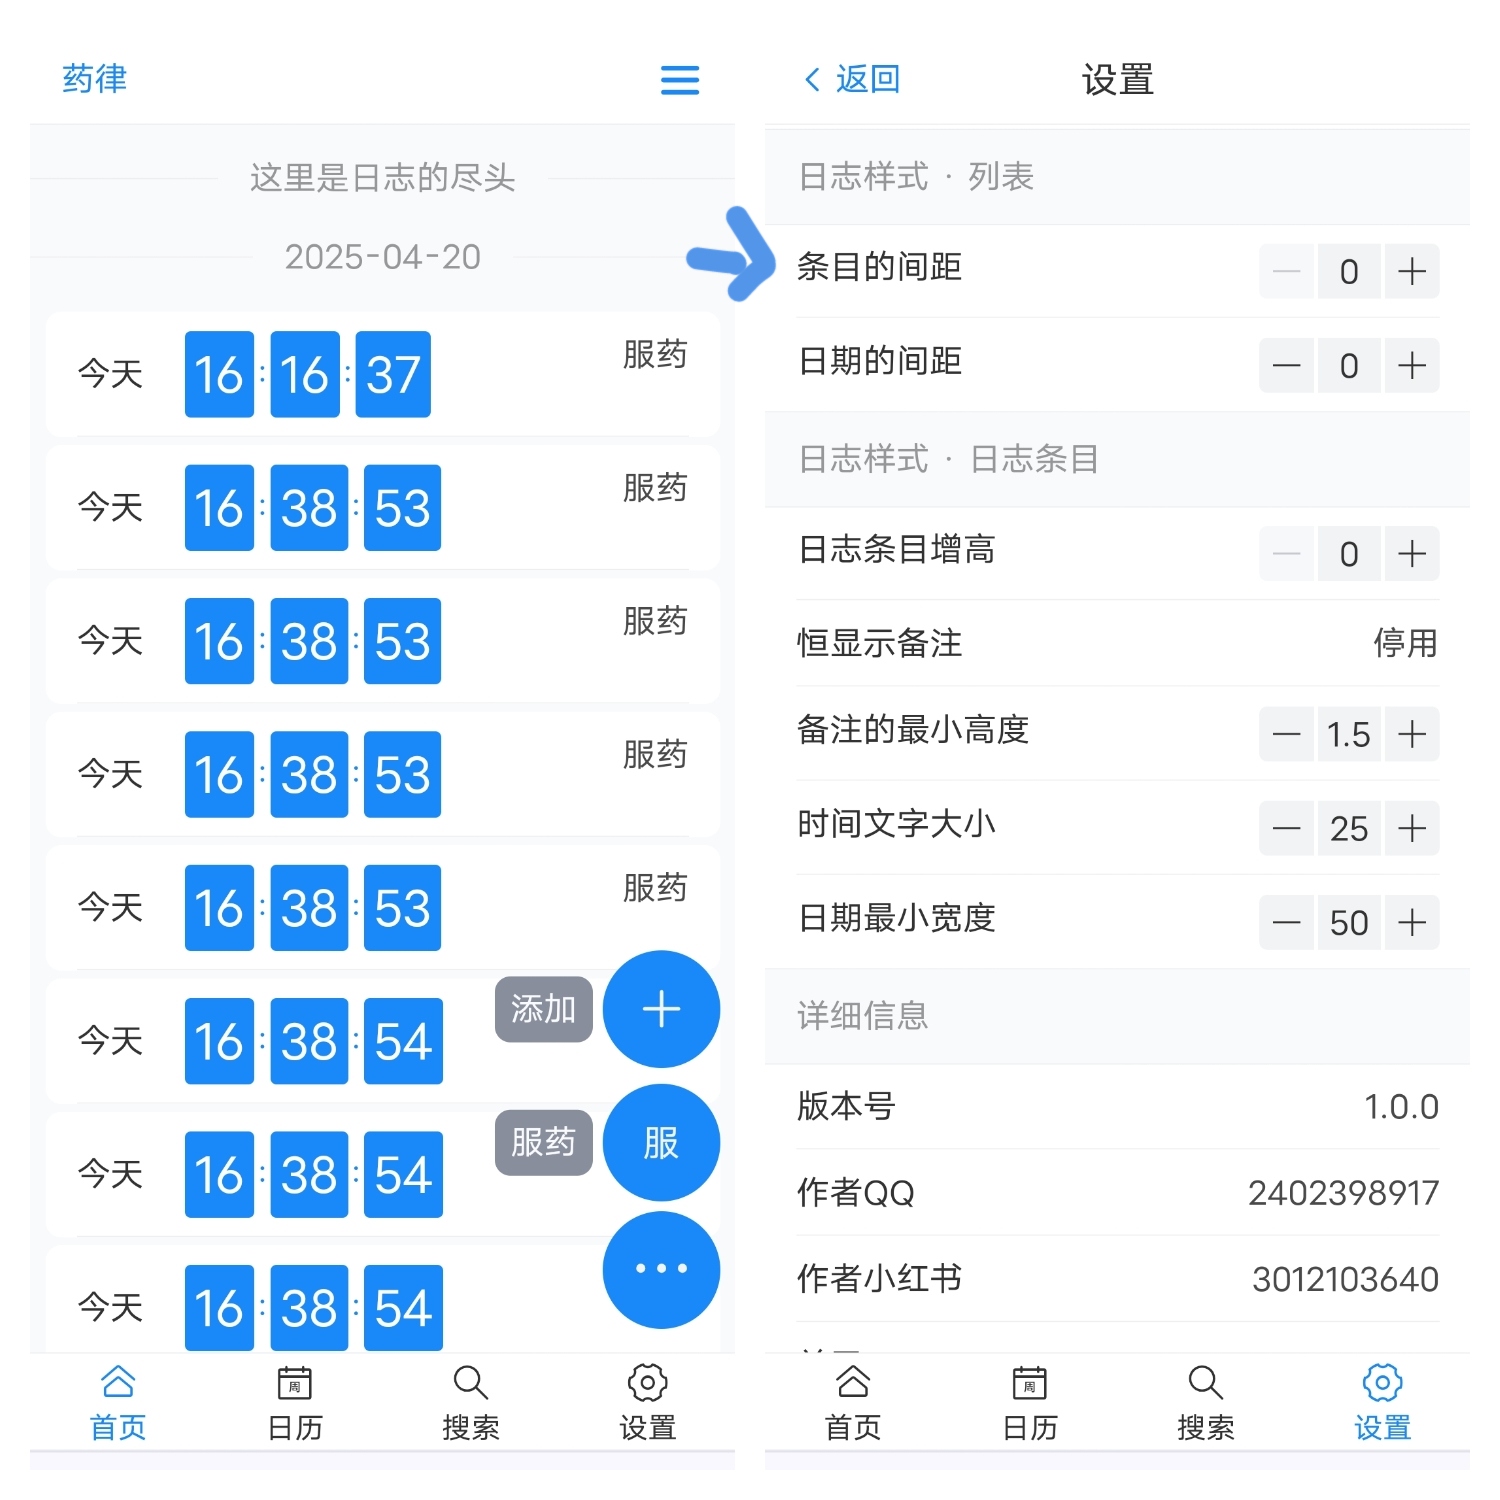 药律
这里是日志的尽头
2025-04-20
今天 16:16:37 服药
今天 16:38:53 服药
今天 16:38:53 服药
今天 16:38:53 服药
今天 16:38:53 服药
今天 16:38:54
添加
今天 16:38:54
服药 服
今天 16:38:54
首页 日历 搜索 设置
周
返回 设置
日志样式 · 列表
条目的间距 0
日期的间距 0
日志样式 · 日志条目
日志条目增高 0
恒显示备注 停用
备注的最小高度 1.5
时间文字大小 25
日期最小宽度 50
详细信息
版本号 1.0.0
作者QQ 2402398917
作者小红书 3012103640
首页 日历 搜索 设置
周